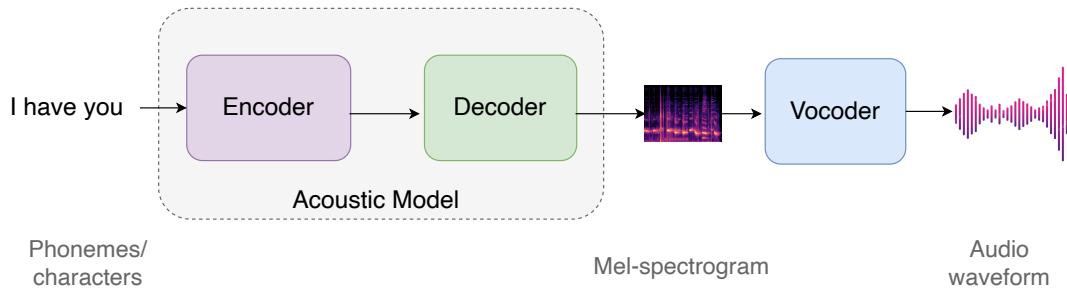 I have you
Encoder
Decoder
Vocoder
Acoustic Model
Phonemes/
characters
Mel-spectrogram
Audio
waveform